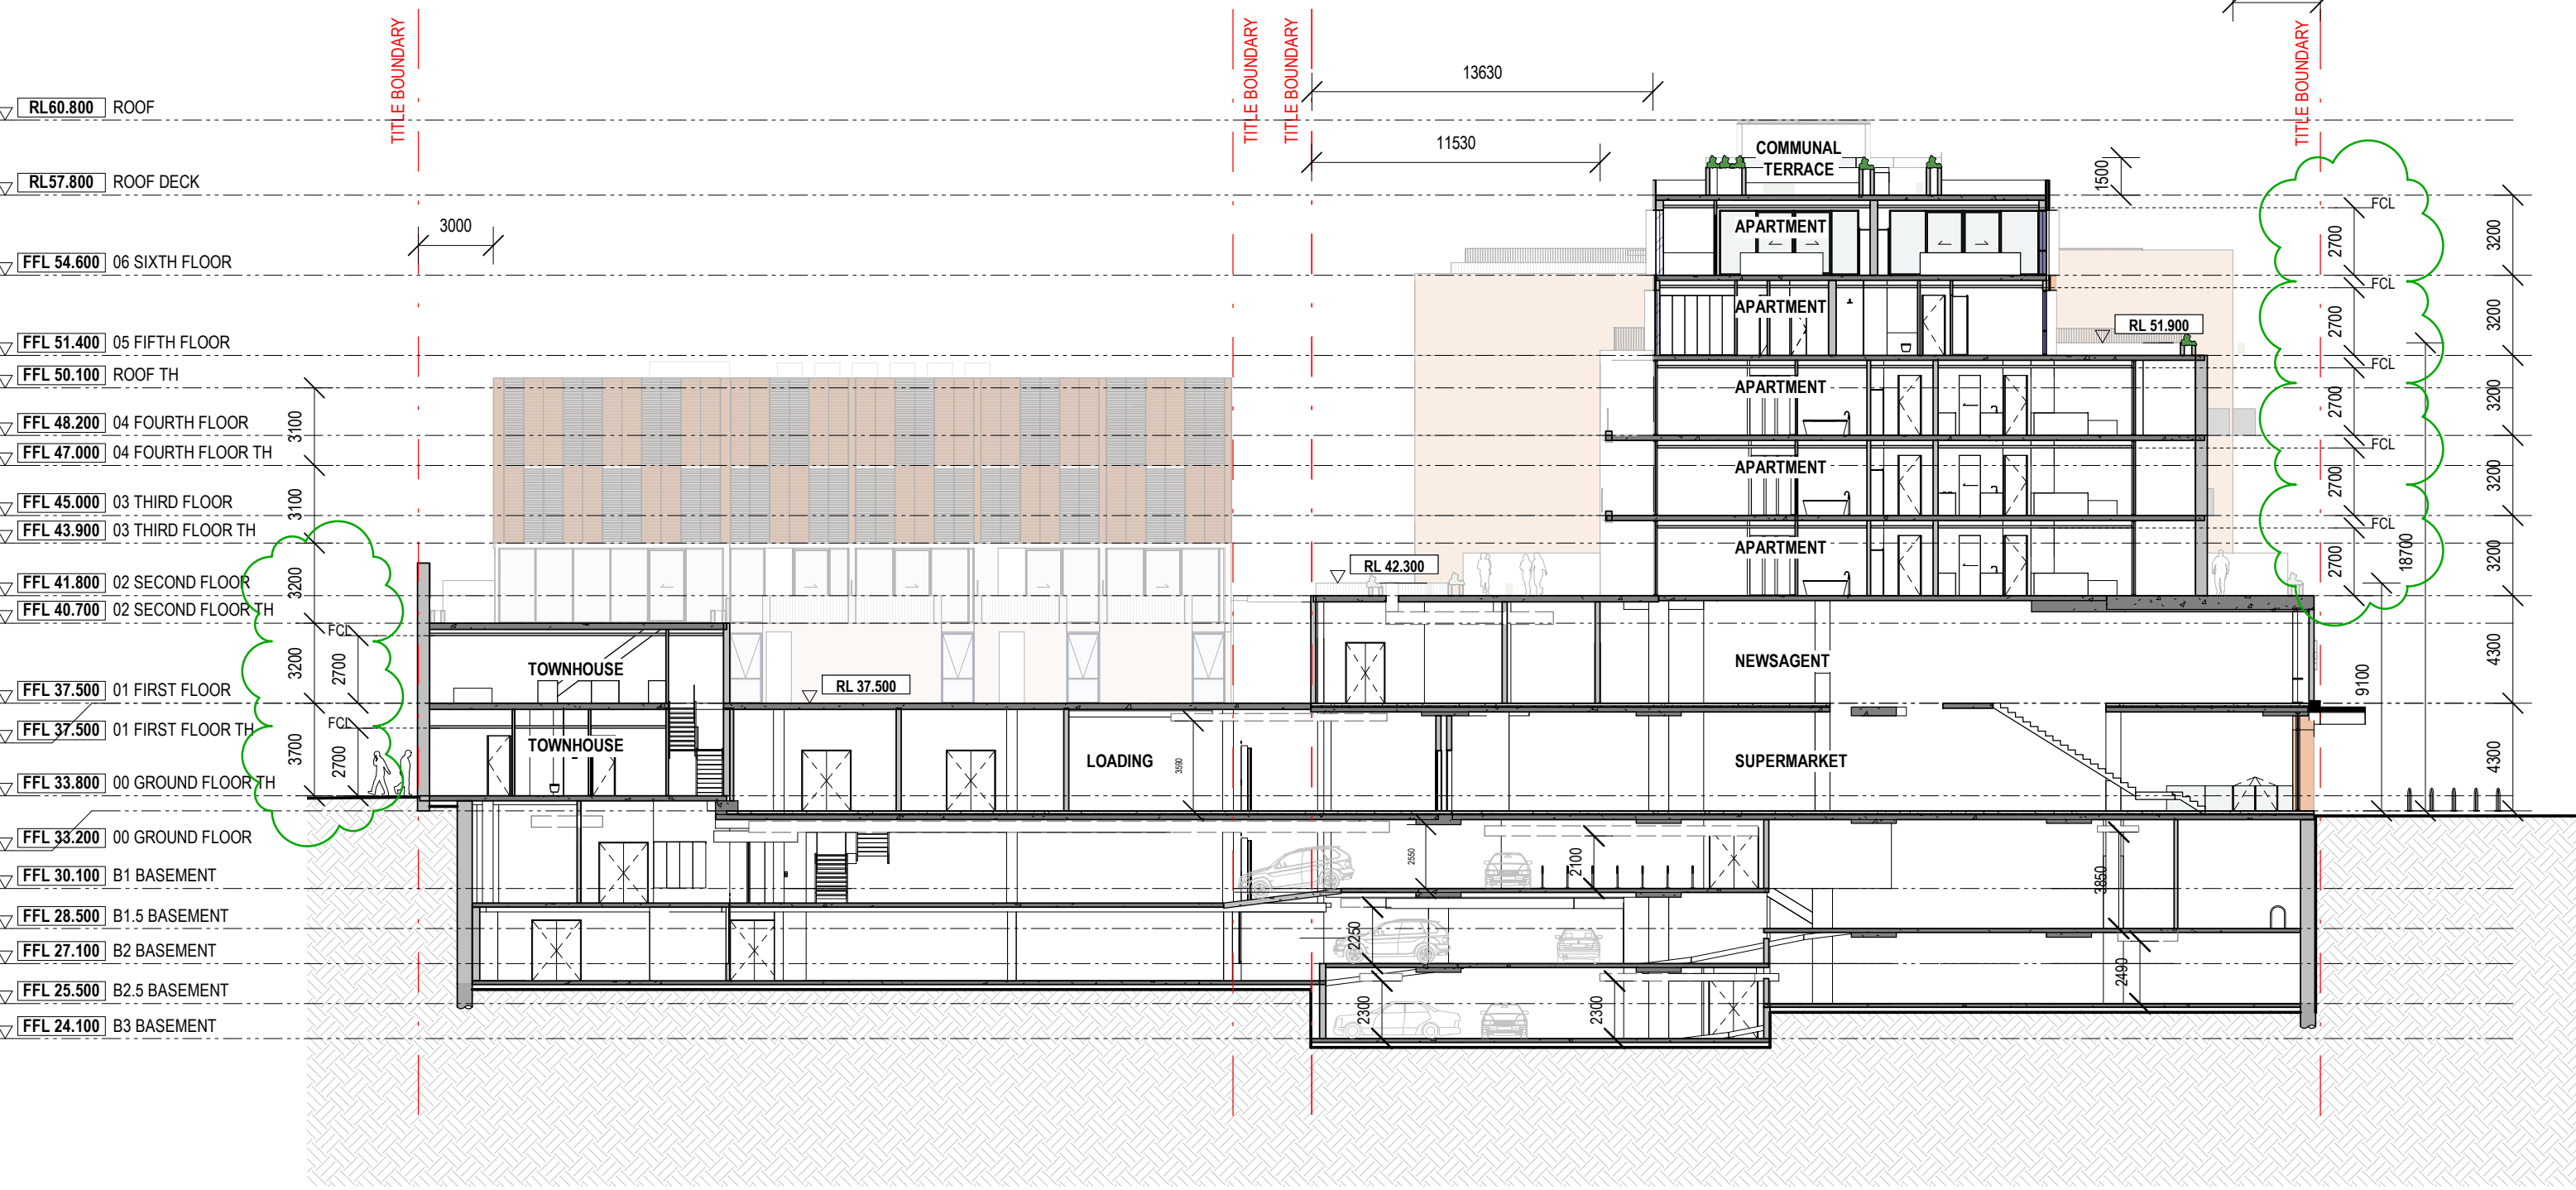 TITLE BOUNDARY
TITLE BOUNDARY
TITLE BOUNDARY
TITLE BOUNDARY
13630
11530
3000
1500
RL60.800 ROOF
RL57.800 ROOF DECK
FFL 54.600 06 SIXTH FLOOR
FFL 51.400 05 FIFTH FLOOR
FFL 50.100 ROOF TH
FFL 48.200 04 FOURTH FLOOR
FFL 47.000 04 FOURTH FLOOR TH
FFL 45.000 03 THIRD FLOOR
FFL 43.900 03 THIRD FLOOR TH
FFL 41.800 02 SECOND FLOOR
FFL 40.700 02 SECOND FLOOR TH
FFL 37.500 01 FIRST FLOOR
FFL 37.500 01 FIRST FLOOR TH
FFL 33.800 00 GROUND FLOOR TH
FFL 33.200 00 GROUND FLOOR
FFL 30.100 B1 BASEMENT
FFL 28.500 B1.5 BASEMENT
FFL 27.100 B2 BASEMENT
FFL 25.500 B2.5 BASEMENT
FFL 24.100 B3 BASEMENT
3100
3100
3200
3200
3700
FCL
2700
FCL
2700
TOWNHOUSE
TOWNHOUSE
RL 37.500
LOADING
3590
COMMUNAL
TERRACE
APARTMENT
APARTMENT
APARTMENT
APARTMENT
APARTMENT
RL 51.900
RL 42.300
NEWSAGENT
SUPERMARKET
FCL
2700
3200
FCL
2700
3200
FCL
2700
3200
FCL
2700
3200
FCL
2700
3200
18700
9100
4300
4300
2550
2100
3850
2250
2490
2300
2300